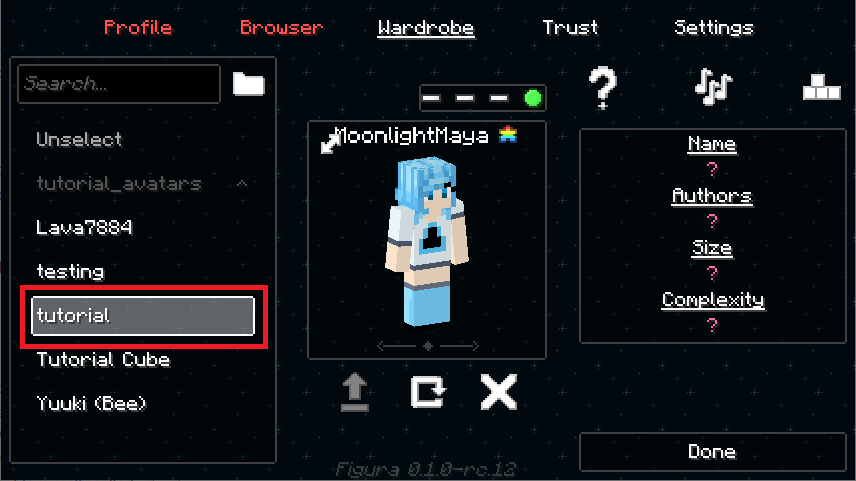 Profile Browser Wardrobe Trust Settings
Search...
Unselect
tutorial_avatars
Lava7884
testing
tutorial
Tutorial Cube
Yuuki (Bee)
MoonlightMaya
Name
?
Authors
?
Size
?
Complexity
?
Done
Figura 0.1.0-rc.12